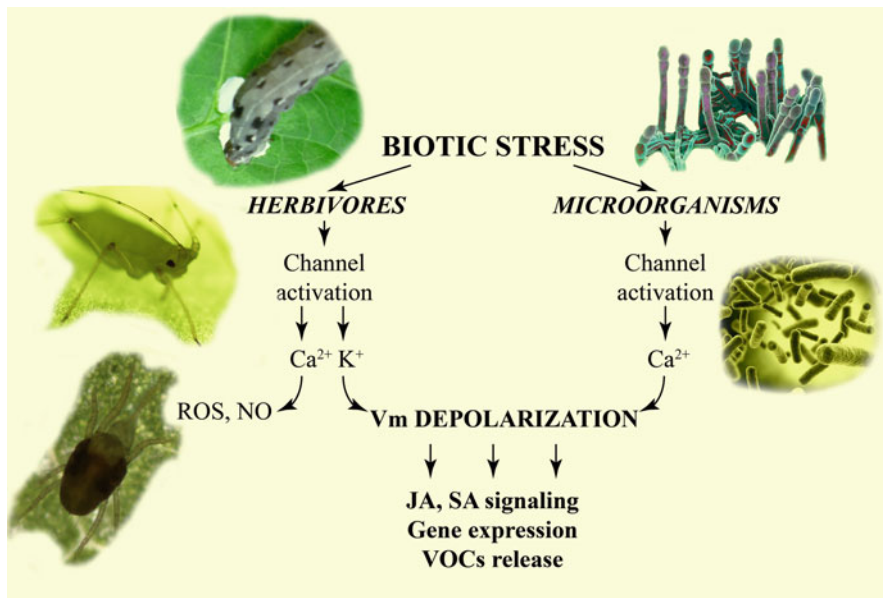 BIOTIC STRESS
HERBIVORES
MICROORGANISMS
Channel
activation
Channel
activation
Ca²⁺ K⁺
Ca²⁺
ROS, NO
Vm DEPOLARIZATION
JA, SA signaling
Gene expression
VOCs release